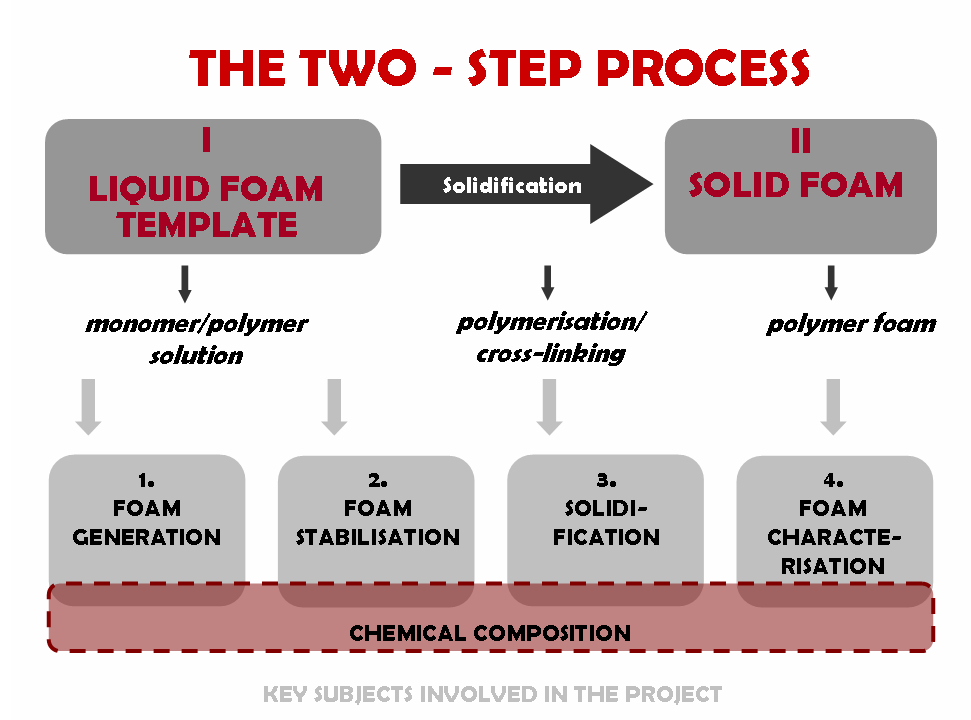 THE TWO - STEP PROCESS
I
LIQUID FOAM
TEMPLATE
Solidification
II
SOLID FOAM
monomer/polymer
solution
polymerisation/
cross-linking
polymer foam
1.
FOAM
GENERATION
2.
FOAM
STABILISATION
3.
SOLIDI-
FICATION
4.
FOAM
CHARACTE-
RISATION
CHEMICAL COMPOSITION
KEY SUBJECTS INVOLVED IN THE PROJECT